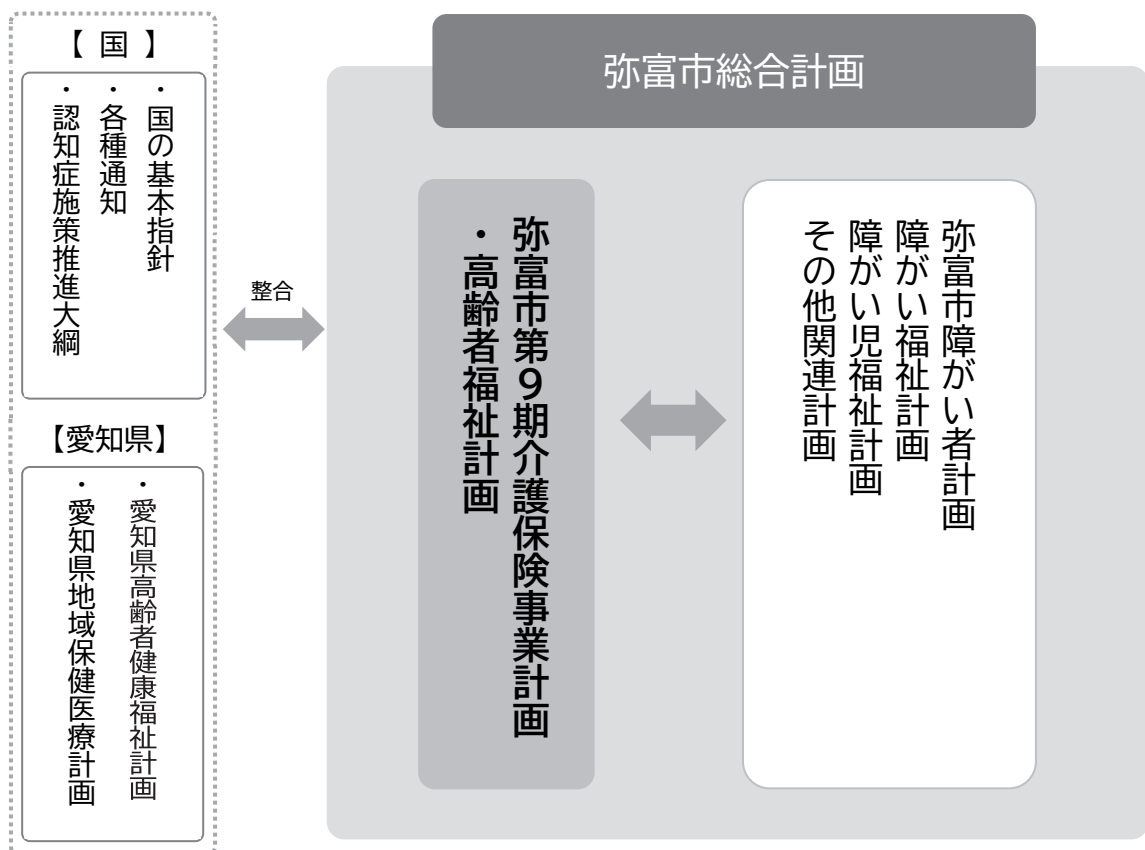 【 国 】
・国の基本指針
・各種通知
・認知症施策推進大綱
【愛知県】
・愛知県高齢者健康福祉計画
・愛知県地域保健医療計画
整合
弥富市総合計画
弥富市第９期介護保険事業計画
・高齢者福祉計画
弥富市障がい者計画
障がい福祉計画
障がい児福祉計画
その他関連計画